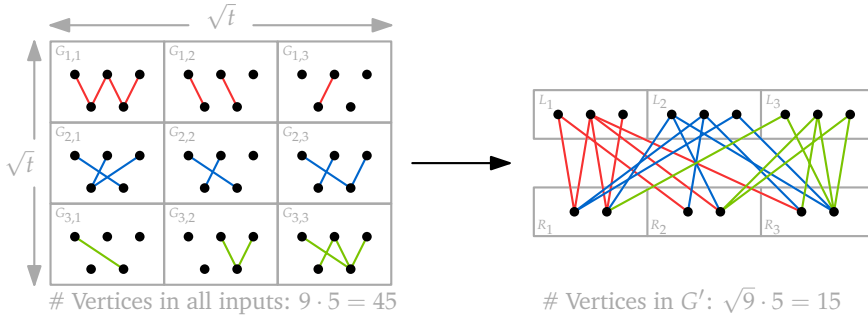 √t
√t
G1,1 G1,2 G1,3
G2,1 G2,2 G2,3
G3,1 G3,2 G3,3
# Vertices in all inputs: 9 · 5 = 45
L1 L2 L3
R1 R2 R3
# Vertices in G′: √9 · 5 = 15